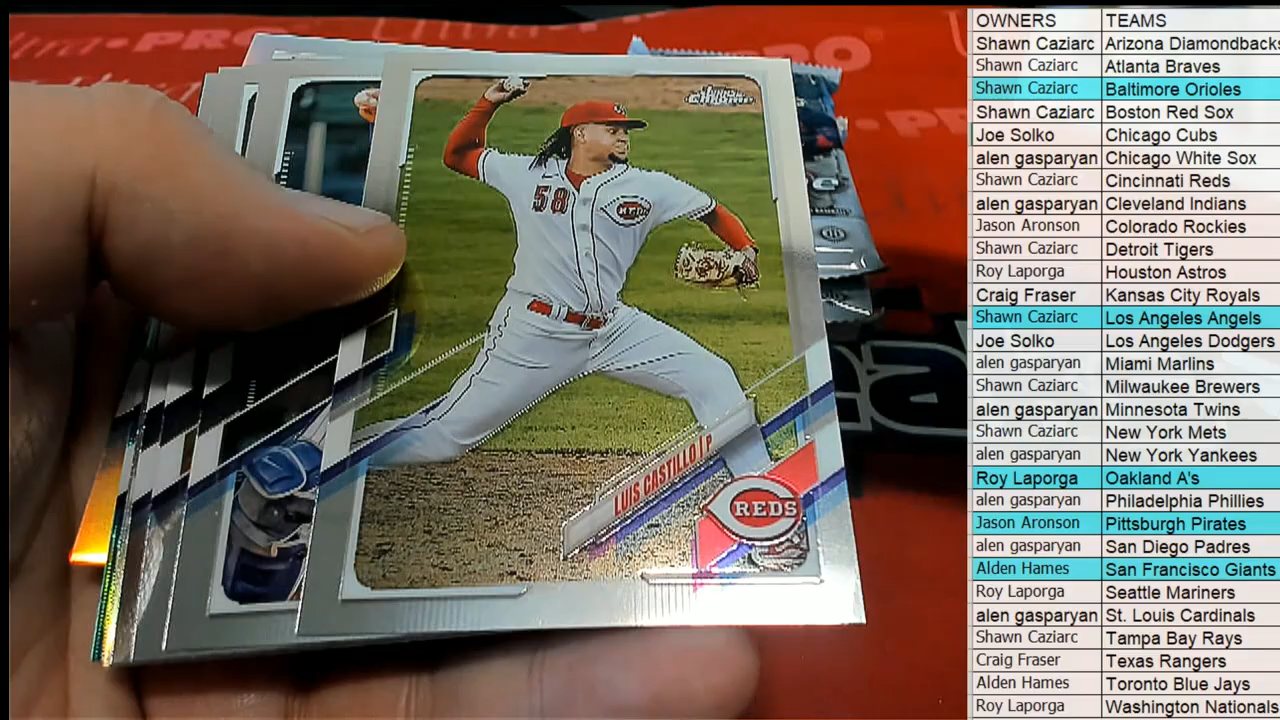 Ultra•PRO
PRO
Chrome
58
REDS
LUIS CASTILLO | P
REDS
OWNERS TEAMS
Shawn Caziarc Arizona Diamondbacks
Shawn Caziarc Atlanta Braves
Shawn Caziarc Baltimore Orioles
Shawn Caziarc Boston Red Sox
Joe Solko Chicago Cubs
alen gasparyan Chicago White Sox
Shawn Caziarc Cincinnati Reds
alen gasparyan Cleveland Indians
Jason Aronson Colorado Rockies
Shawn Caziarc Detroit Tigers
Roy Laporga Houston Astros
Craig Fraser Kansas City Royals
Shawn Caziarc Los Angeles Angels
Joe Solko Los Angeles Dodgers
alen gasparyan Miami Marlins
Shawn Caziarc Milwaukee Brewers
alen gasparyan Minnesota Twins
Shawn Caziarc New York Mets
alen gasparyan New York Yankees
Roy Laporga Oakland A's
alen gasparyan Philadelphia Phillies
Jason Aronson Pittsburgh Pirates
alen gasparyan San Diego Padres
Alden Hames San Francisco Giants
Roy Laporga Seattle Mariners
alen gasparyan St. Louis Cardinals
Shawn Caziarc Tampa Bay Rays
Craig Fraser Texas Rangers
Alden Hames Toronto Blue Jays
Roy Laporga Washington Nationals